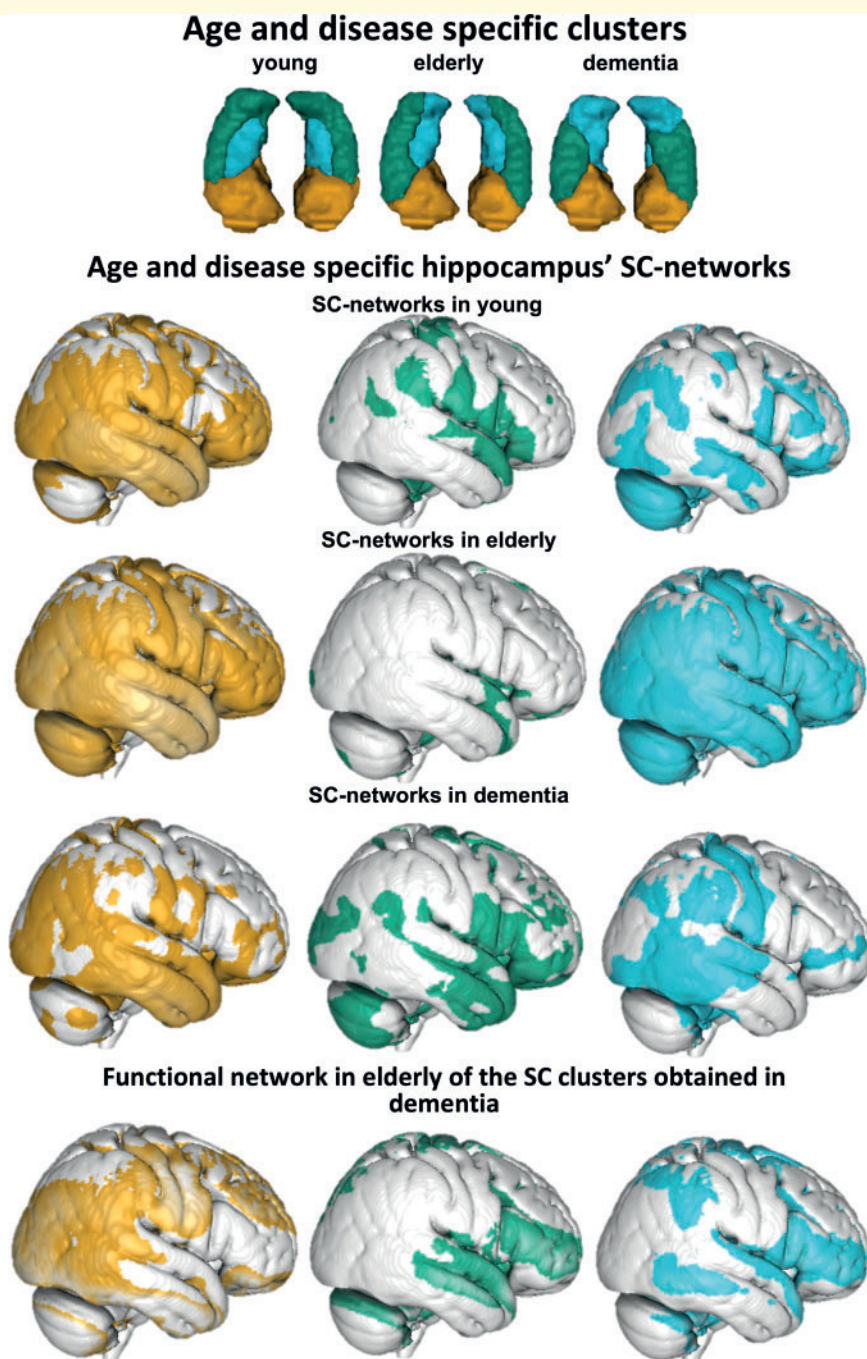 Age and disease specific clusters
young elderly dementia
Age and disease specific hippocampus’ SC-networks
SC-networks in young
SC-networks in elderly
SC-networks in dementia
Functional network in elderly of the SC clusters obtained in
dementia